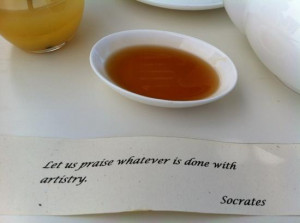 Let us praise whatever is done with
artistry.
Socrates